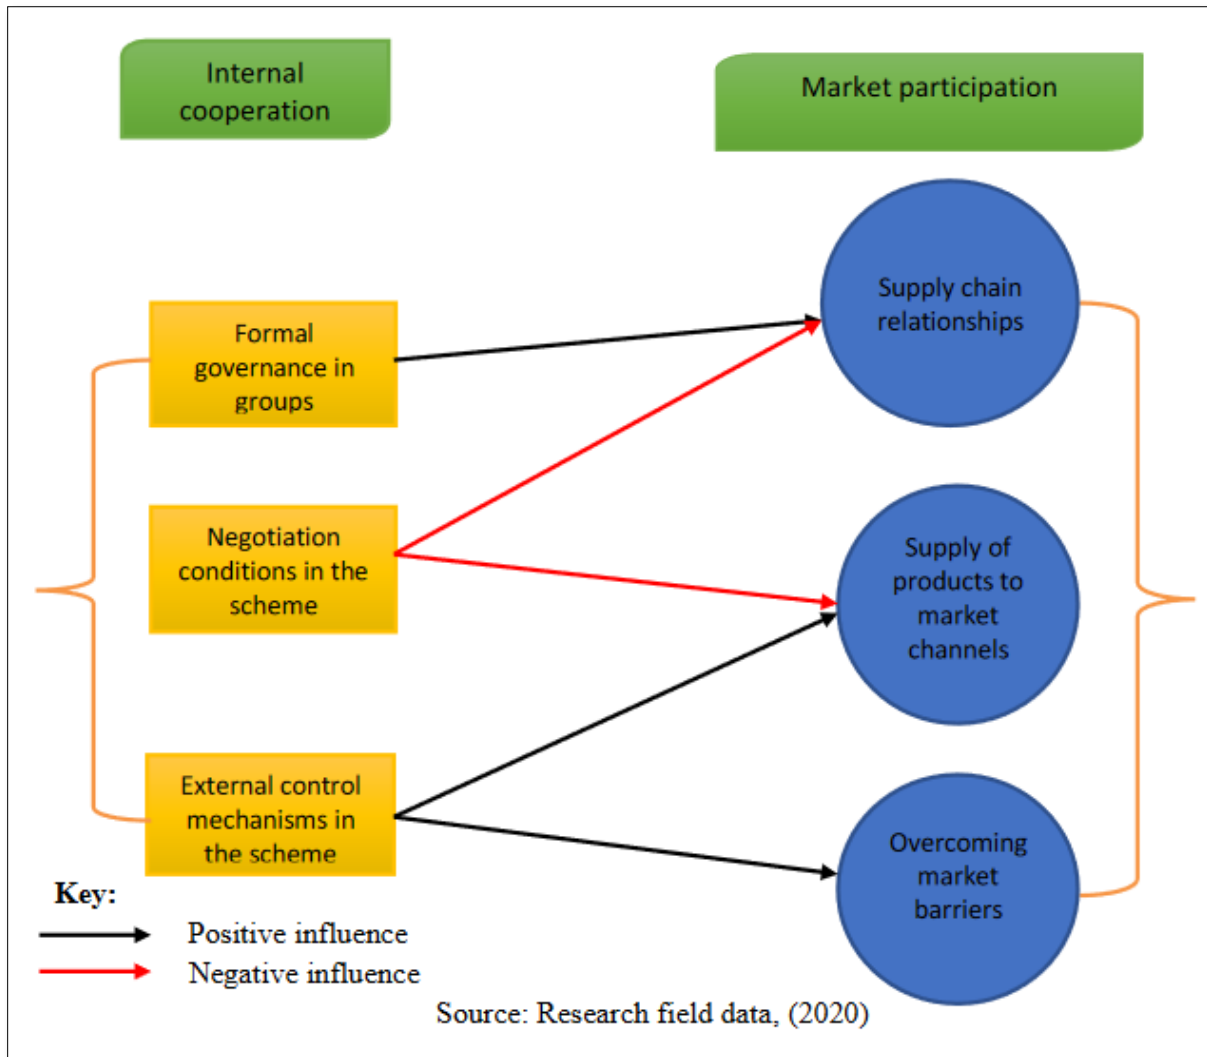 Internal
cooperation
Market participation
Formal
governance in
groups
Supply chain
relationships
Negotiation
conditions in the
scheme
Supply of
products to
market
channels
External control
mechanisms in
the scheme
Overcoming
market
barriers
Key:
Positive influence
Negative influence
Source: Research field data, (2020)